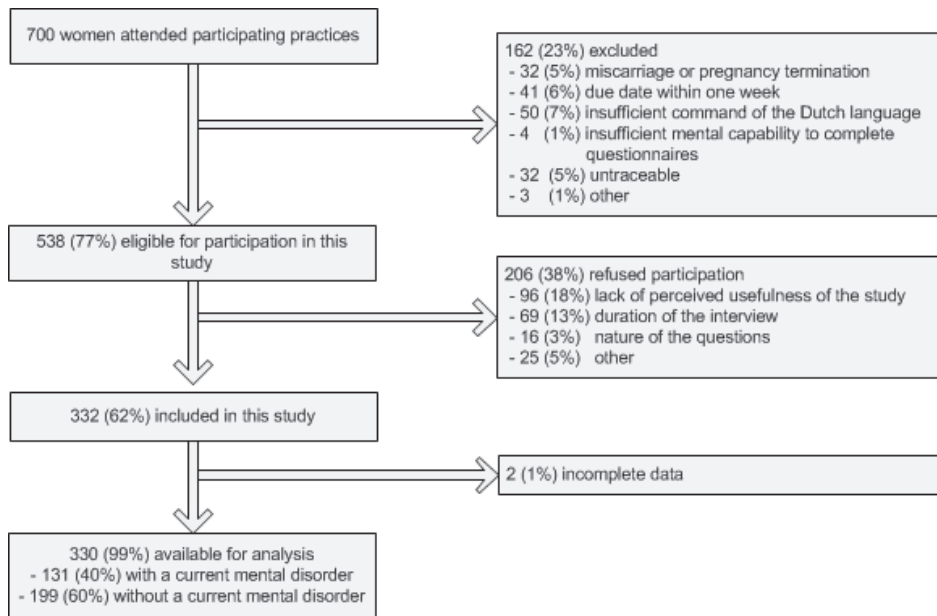 700 women attended participating practices
162 (23%) excluded
- 32 (5%) miscarriage or pregnancy termination
- 41 (6%) due date within one week
- 50 (7%) insufficient command of the Dutch language
- 4 (1%) insufficient mental capability to complete
questionnaires
- 32 (5%) untraceable
- 3 (1%) other
538 (77%) eligible for participation in this
study
206 (38%) refused participation
- 96 (18%) lack of perceived usefulness of the study
- 69 (13%) duration of the interview
- 16 (3%) nature of the questions
- 25 (5%) other
332 (62%) included in this study
2 (1%) incomplete data
330 (99%) available for analysis
- 131 (40%) with a current mental disorder
- 199 (60%) without a current mental disorder